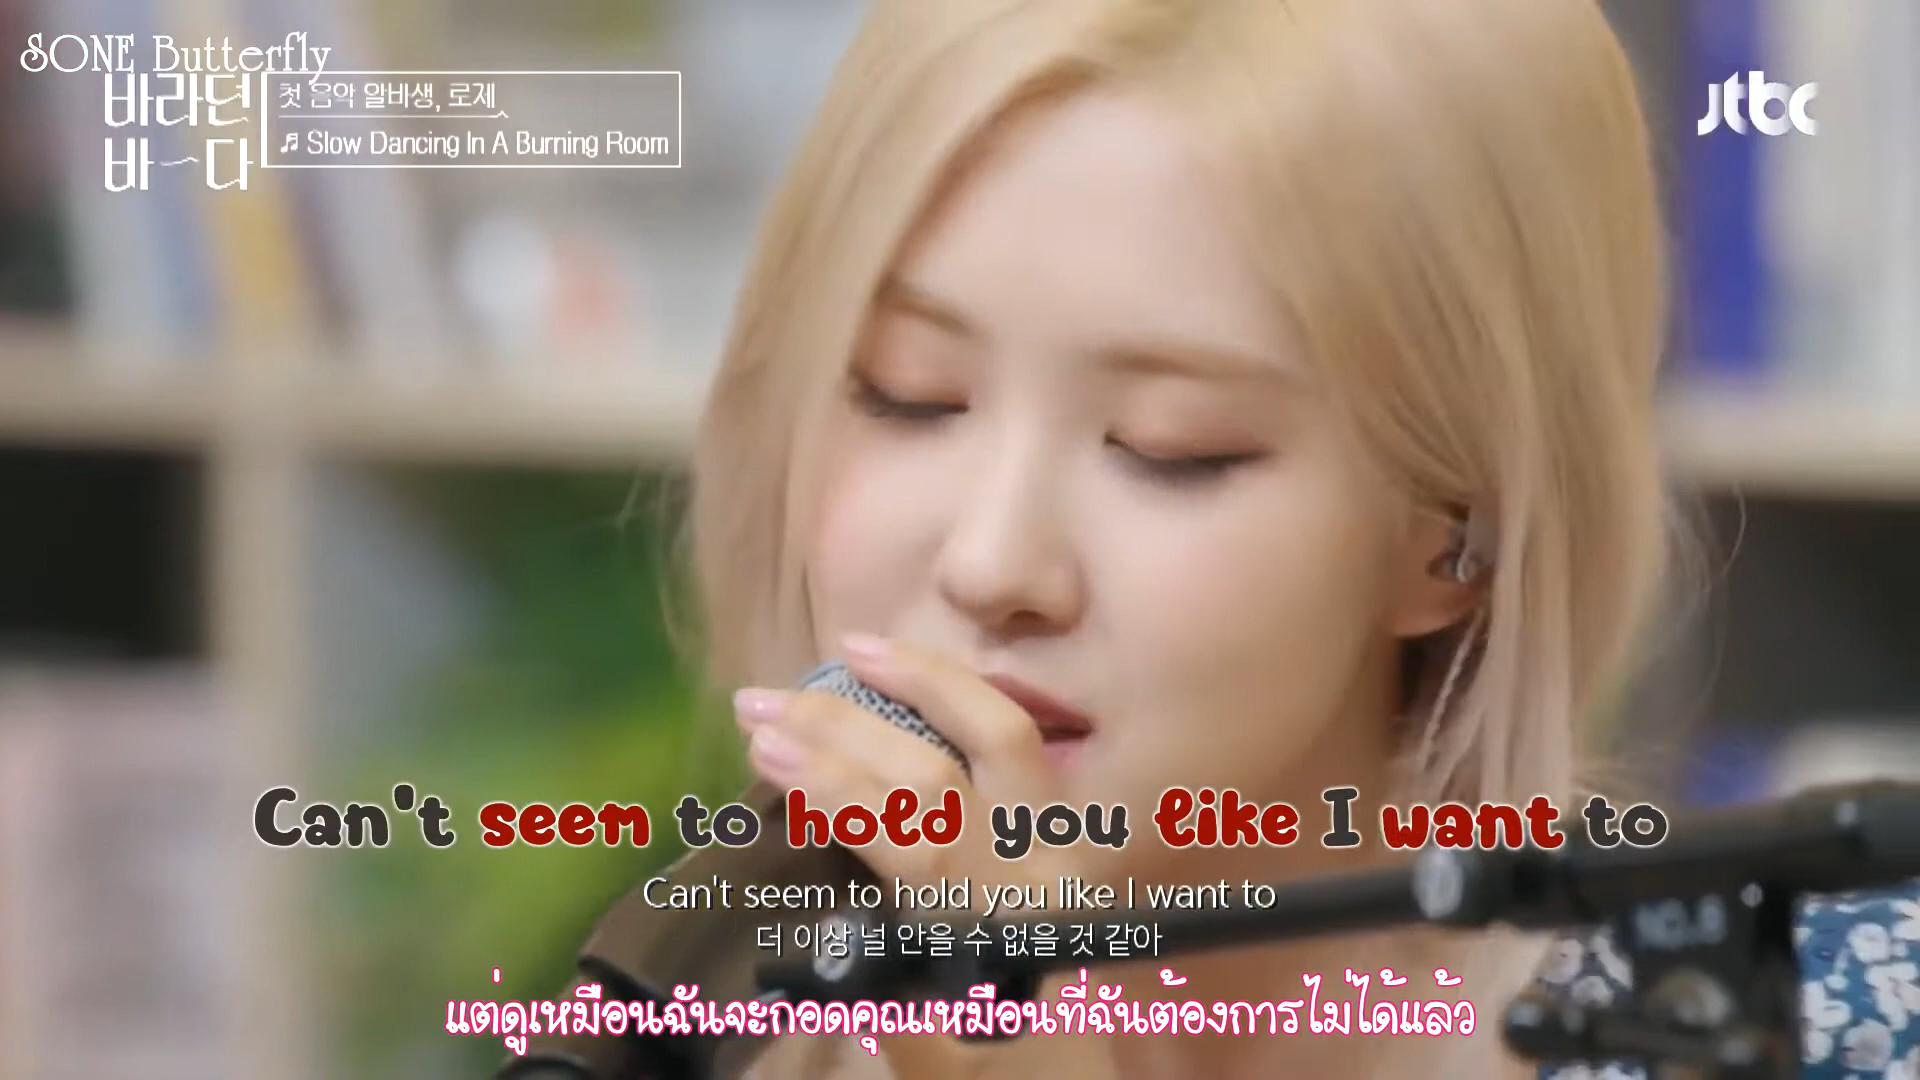 SONE Butterfly
바라던
바다
첫 음악 알바생, 로제
♬ Slow Dancing In A Burning Room
jtbc
Can't seem to hold you like I want to
Can't seem to hold you like I want to
더 이상 널 안을 수 없을 것 같아
แต่ดูเหมือนฉันจะกอดคุณเหมือนที่ฉันต้องการไม่ได้แล้ว
NO.8